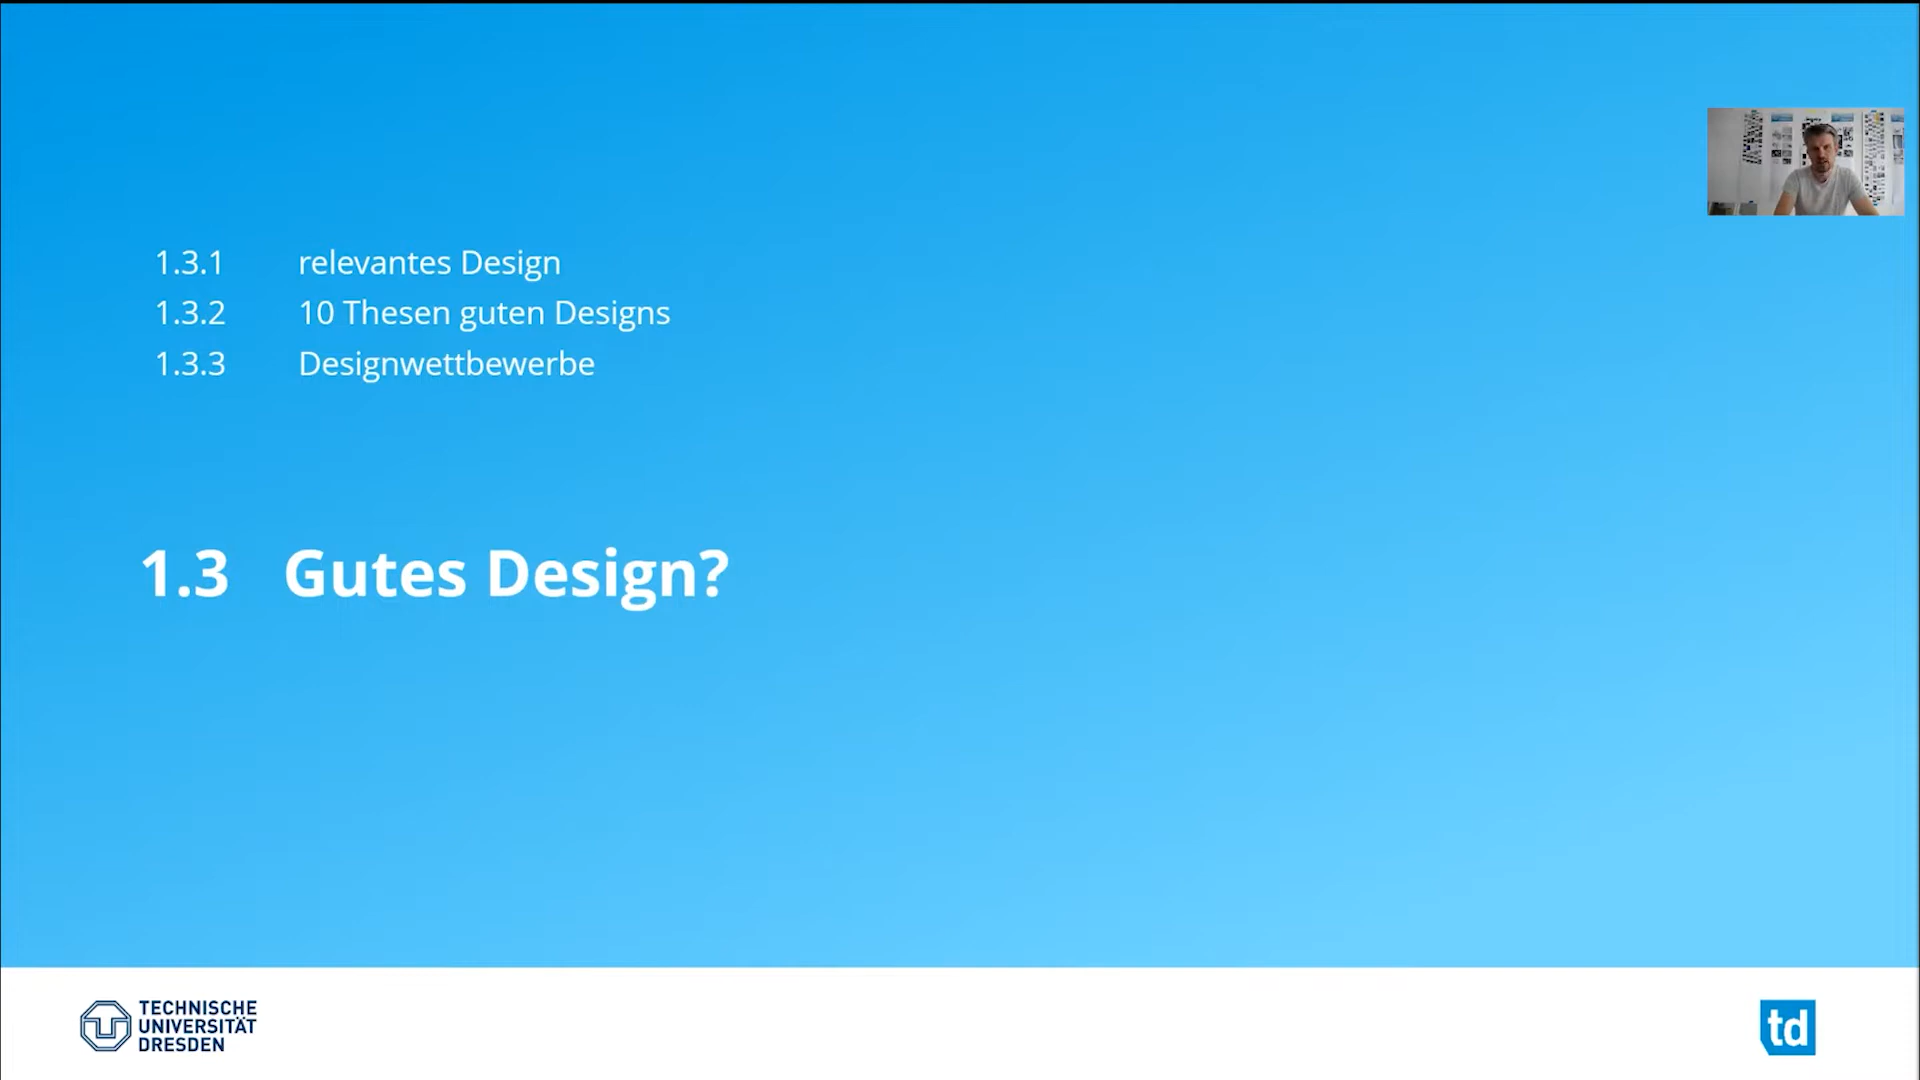 1.3.1 relevantes Design
1.3.2 10 Thesen guten Designs
1.3.3 Designwettbewerbe
1.3 Gutes Design?
TECHNISCHE
UNIVERSITÄT
DRESDEN
td